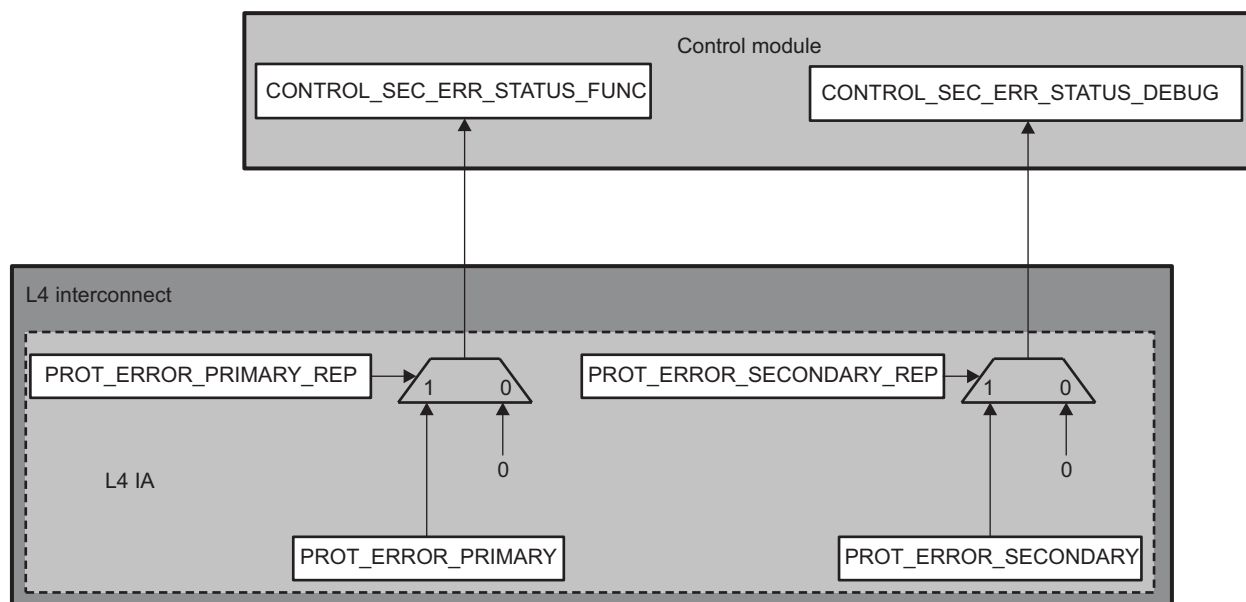 Control module
CONTROL_SEC_ERR_STATUS_FUNC
CONTROL_SEC_ERR_STATUS_DEBUG
L4 interconnect
PROT_ERROR_PRIMARY_REP
1 0
PROT_ERROR_SECONDARY_REP
1 0
0
0
L4 IA
PROT_ERROR_PRIMARY
PROT_ERROR_SECONDARY